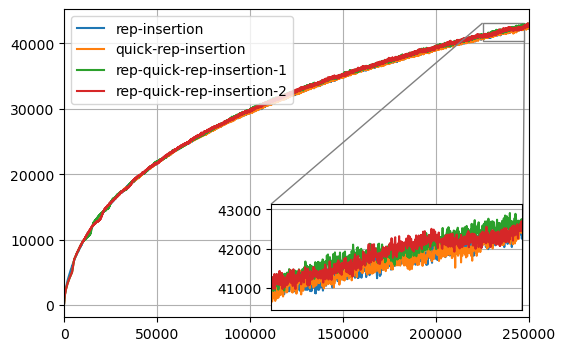 rep-insertion
quick-rep-insertion
rep-quick-rep-insertion-1
rep-quick-rep-insertion-2
40000
30000
20000
10000
0
43000
42000
41000
0 50000 100000 150000 200000 250000